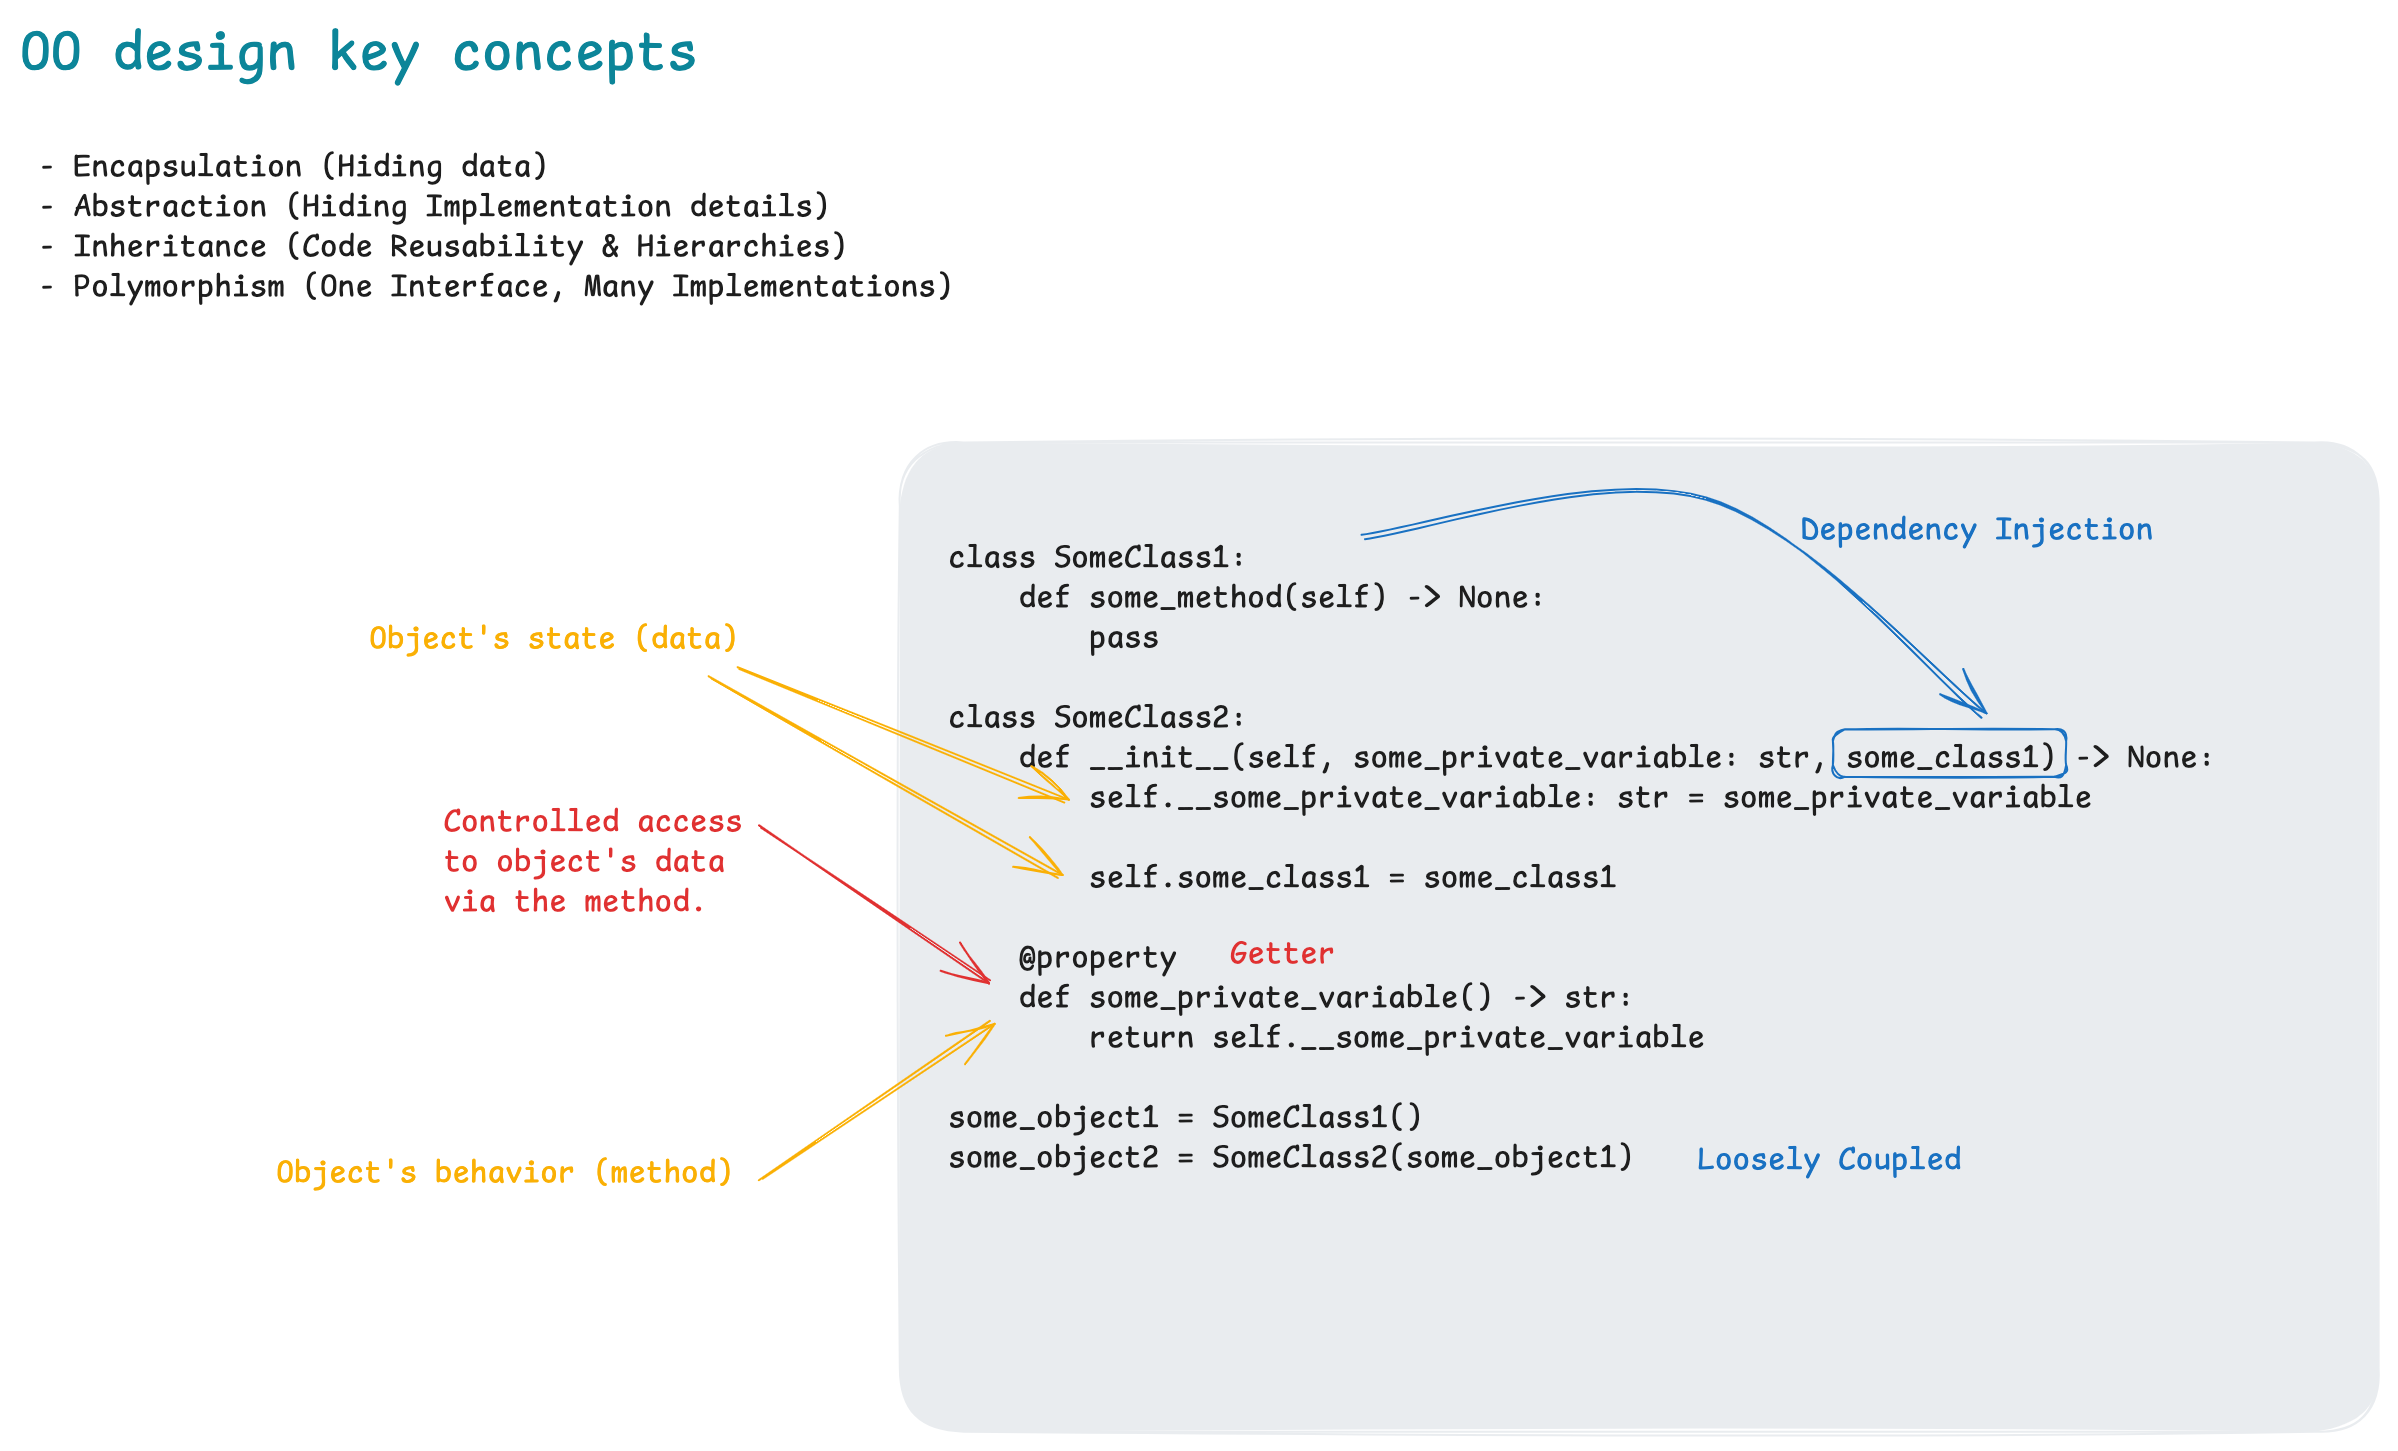 OO design key concepts
- Encapsulation (Hiding data)
- Abstraction (Hiding Implementation details)
- Inheritance (Code Reusability & Hierarchies)
- Polymorphism (One Interface, Many Implementations)
Dependency Injection
class SomeClass1:
    def some_method(self) -> None:
        pass
Object's state (data)
class SomeClass2:
    def __init__(self, some_private_variable: str, some_class1) -> None:
        self.__some_private_variable: str = some_private_variable
        self.some_class1 = some_class1
Controlled access
to object's data
via the method.
    @property Getter
    def some_private_variable() -> str:
        return self.__some_private_variable
Object's behavior (method)
some_object1 = SomeClass1()
some_object2 = SomeClass2(some_object1) Loosely Coupled